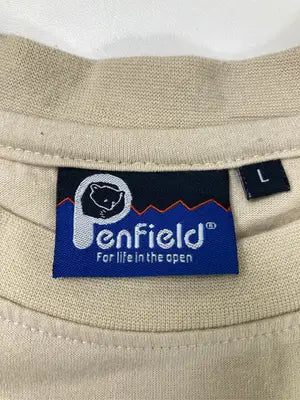 Penfield®
For life in the open
L